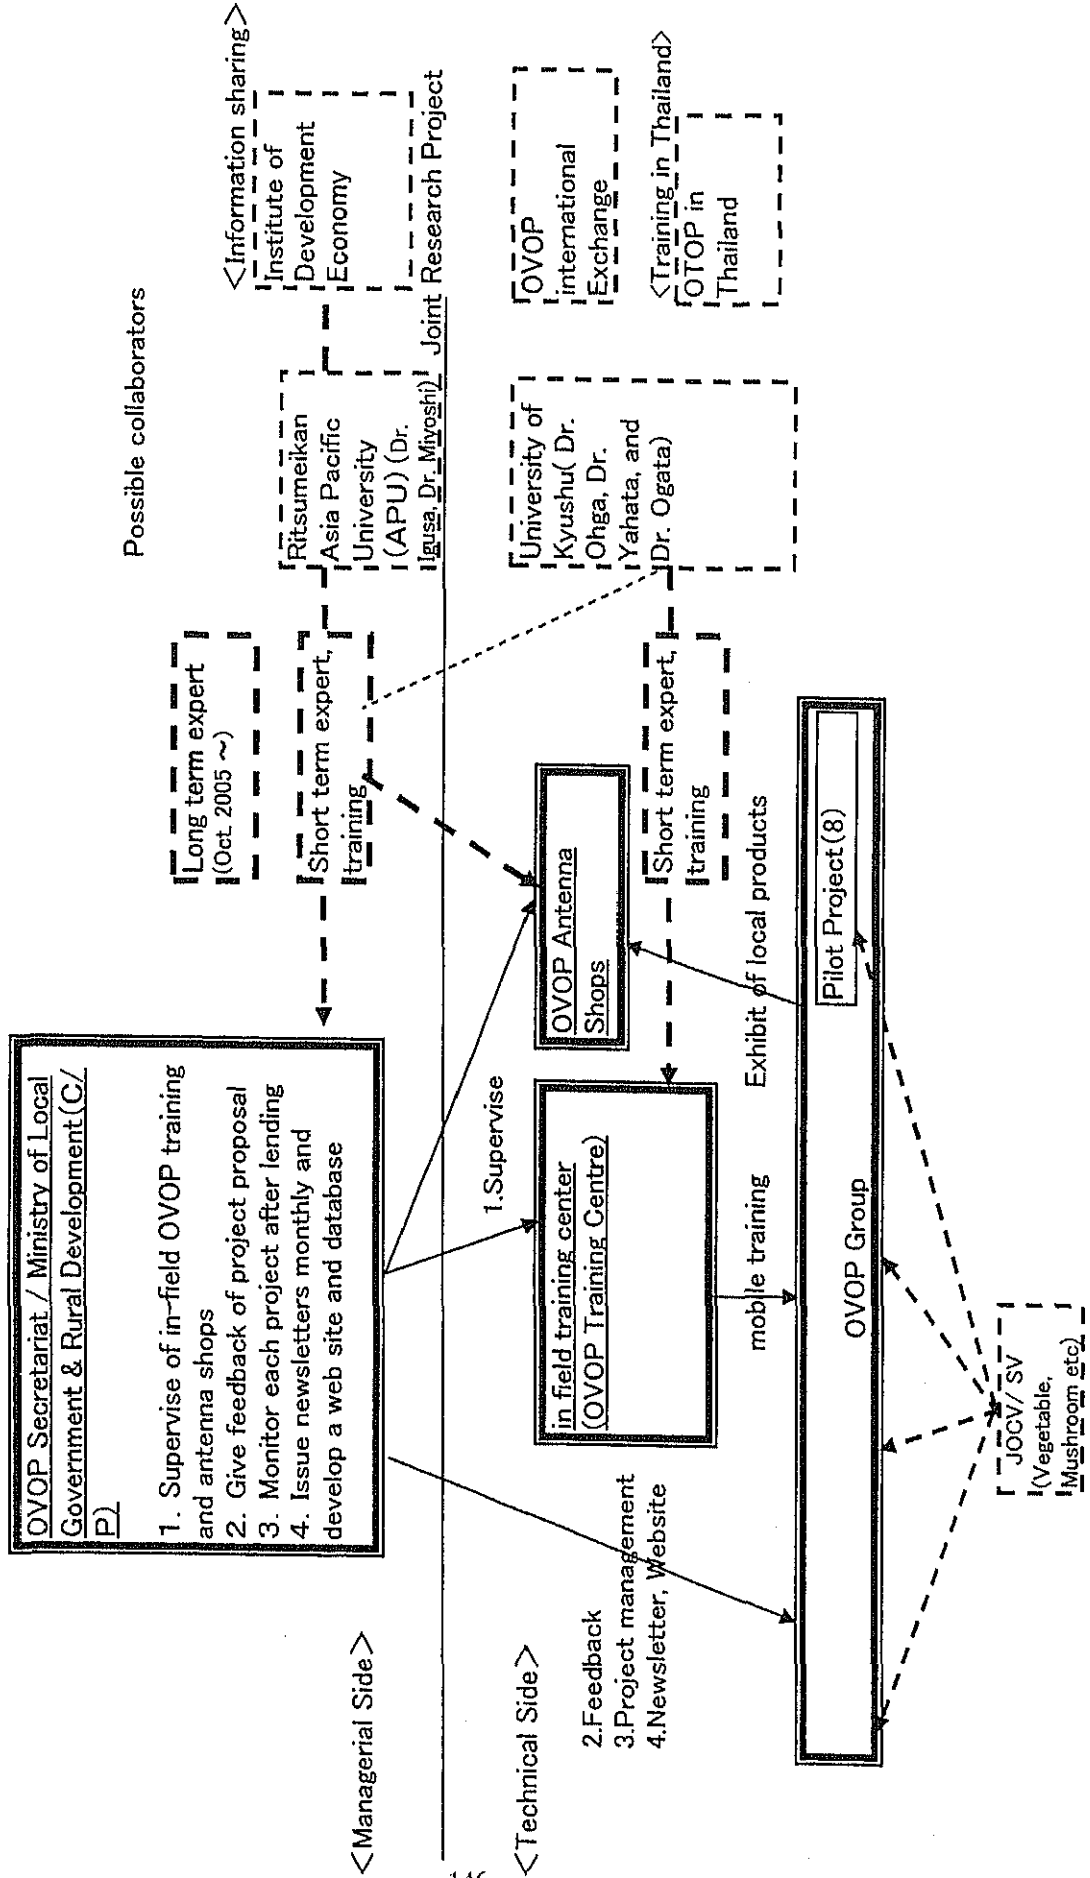 Possible collaborators
<Information sharing>
OVOP Secretariat / Ministry of Local
Government & Rural Development(C/
P)
1. Supervise of in-field OVOP training
and antenna shops
2. Give feedback of project proposal
3. Monitor each project after lending
4. Issue newsletters monthly and
develop a web site and database
Long term expert
(Oct. 2005 ~)
Short term expert,
training
Ritsumeikan
Asia Pacific
University
(APU) (Dr.
Igusa, Dr. Miyoshi)
Institute of
Development
Economy
Joint Research Project
<Managerial Side>
<Technical Side>
1.Supervise
2.Feedback
3.Project management
4.Newsletter, Website
in field training center
(OVOP Training Centre)
OVOP Antenna
Shops
University of
Kyushu( Dr.
Ohga, Dr.
Yahata, and
Dr. Ogata)
OVOP
international
Exchange
<Training in Thailand>
OTOP in
Thailand
Short term expert,
training
mobile training
Exhibit of local products
OVOP Group
Pilot Project(8)
JOCV/ SV
(Vegetable,
Mushroom etc)